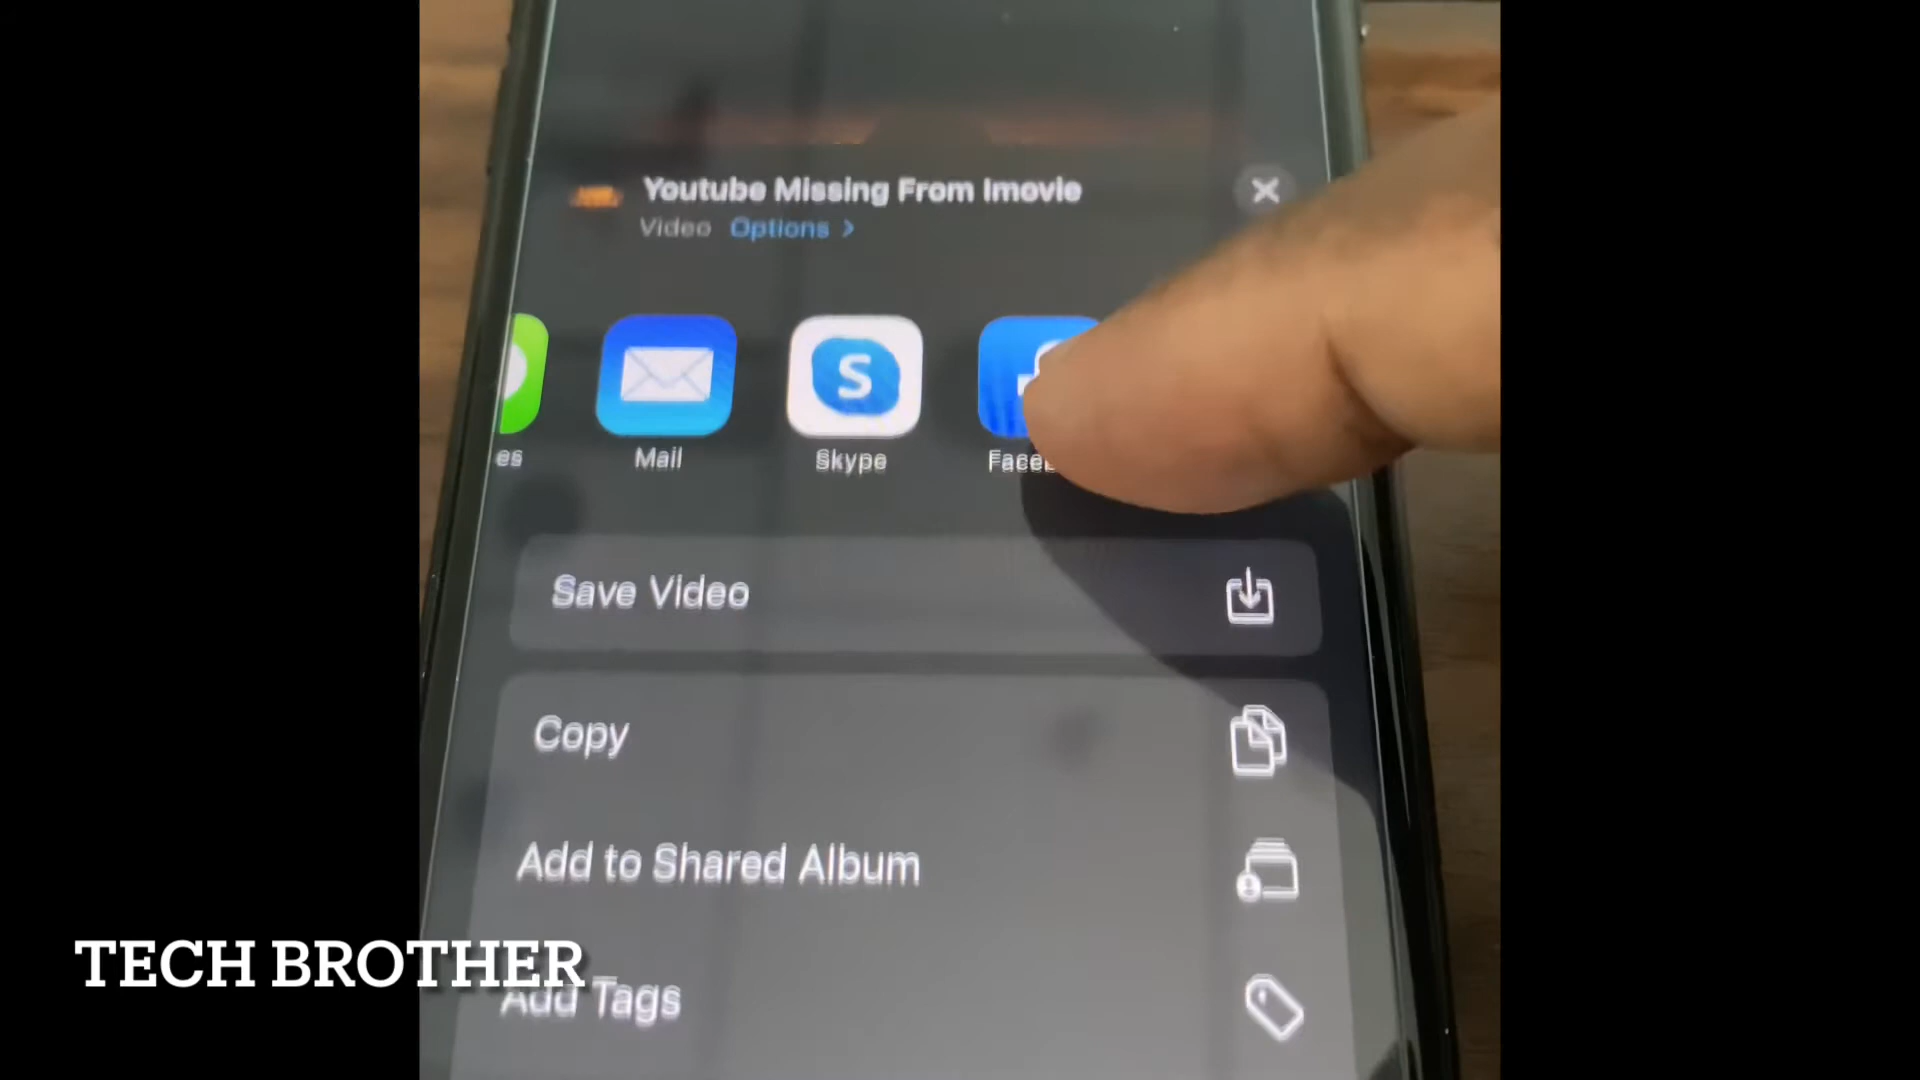 Youtube Missing From Imovie
Video Options >
es
Mail
Skype
Save Video
Copy
Add to Shared Album
Add Tags
TECH BROTHER